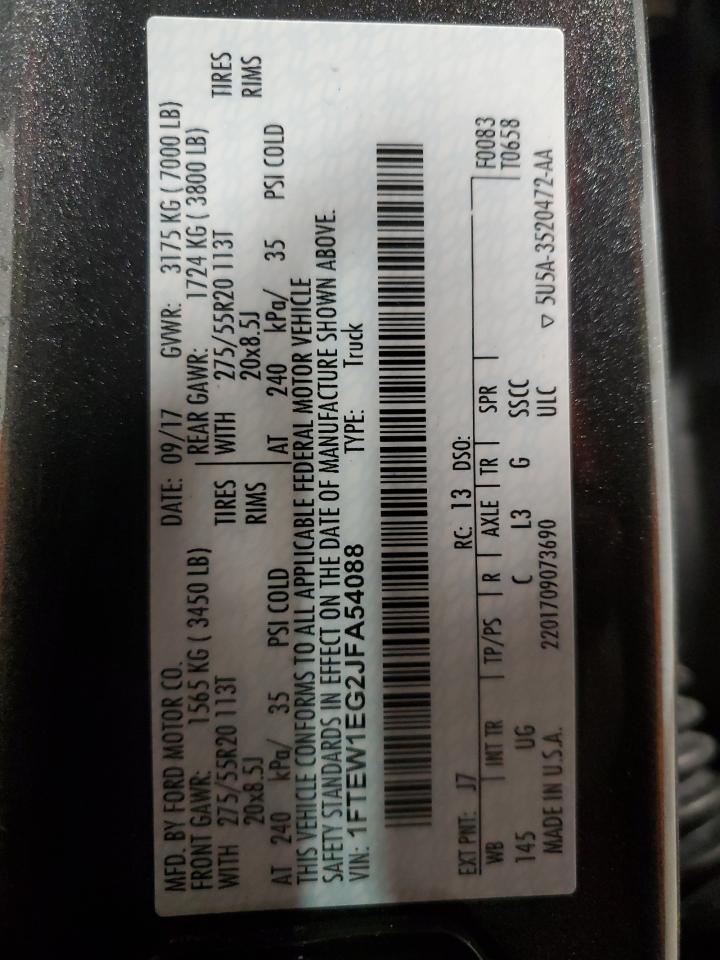 MFD. BY FORD MOTOR CO. DATE: 09/17 GVWR: 3175 KG ( 7000 LB)
FRONT GAWR: 1565 KG ( 3450 LB) REAR GAWR: 1724 KG ( 3800 LB)
WITH 275/55R20 113T TIRES WITH 275/55R20 113T TIRES
20x8.5J RIMS 20x8.5J RIMS
AT 240 kPa/ 35 PSI COLD AT 240 kPa/ 35 PSI COLD
THIS VEHICLE CONFORMS TO ALL APPLICABLE FEDERAL MOTOR VEHICLE
SAFETY STANDARDS IN EFFECT ON THE DATE OF MANUFACTURE SHOWN ABOVE.
VIN: 1FTEW1EG2JFA54088 TYPE: Truck
EXT PNT: J7 RC: 13 DSO: F0083
WB INT TR TP/PS R AXLE TR SPR T0658
145 UG C L3 G SSCC
ULC
MADE IN U.S.A. 2201709073690 ▽ 5U5A-3520472-AA